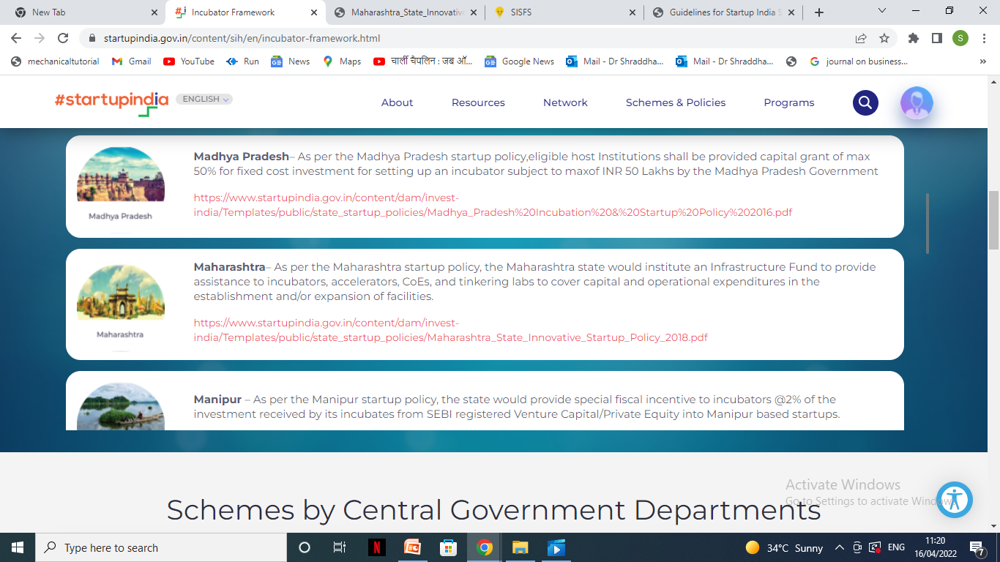 New Tab
Incubator Framework
Maharashtra_State_Innovativ
SISFS
Guidelines for Startup India S
startupindia.gov.in/content/sih/en/incubator-framework.html
S
mechanicaltutorial
Gmail
YouTube
Run
News
Maps
चार्ली चैपलिन : जब ऑ...
Google News
Mail - Dr Shraddha...
Mail - Dr Shraddha...
journal on business...
»
#startupindia
ENGLISH
About
Resources
Network
Schemes & Policies
Programs
Madhya Pradesh
Madhya Pradesh– As per the Madhya Pradesh startup policy,eligible host Institutions shall be provided capital grant of max
50% for fixed cost investment for setting up an incubator subject to maxof INR 50 Lakhs by the Madhya Pradesh Government
https://www.startupindia.gov.in/content/dam/invest-
india/Templates/public/state_startup_policies/Madhya_Pradesh%20Incubation%20&%20Startup%20Policy%202016.pdf
Maharashtra
Maharashtra– As per the Maharashtra startup policy, the Maharashtra state would institute an Infrastructure Fund to provide
assistance to incubators, accelerators, CoEs, and tinkering labs to cover capital and operational expenditures in the
establishment and/or expansion of facilities.
https://www.startupindia.gov.in/content/dam/invest-
india/Templates/public/state_startup_policies/Maharashtra_State_Innovative_Startup_Policy_2018.pdf
Manipur – As per the Manipur startup policy, the state would provide special fiscal incentive to incubators @2% of the
investment received by its incubates from SEBI registered Venture Capital/Private Equity into Manipur based startups.
Schemes by Central Government Departments
Activate Windows
Go to Settings to activate Windows.
Type here to search
34°C Sunny
ENG
11:20
16/04/2022
7